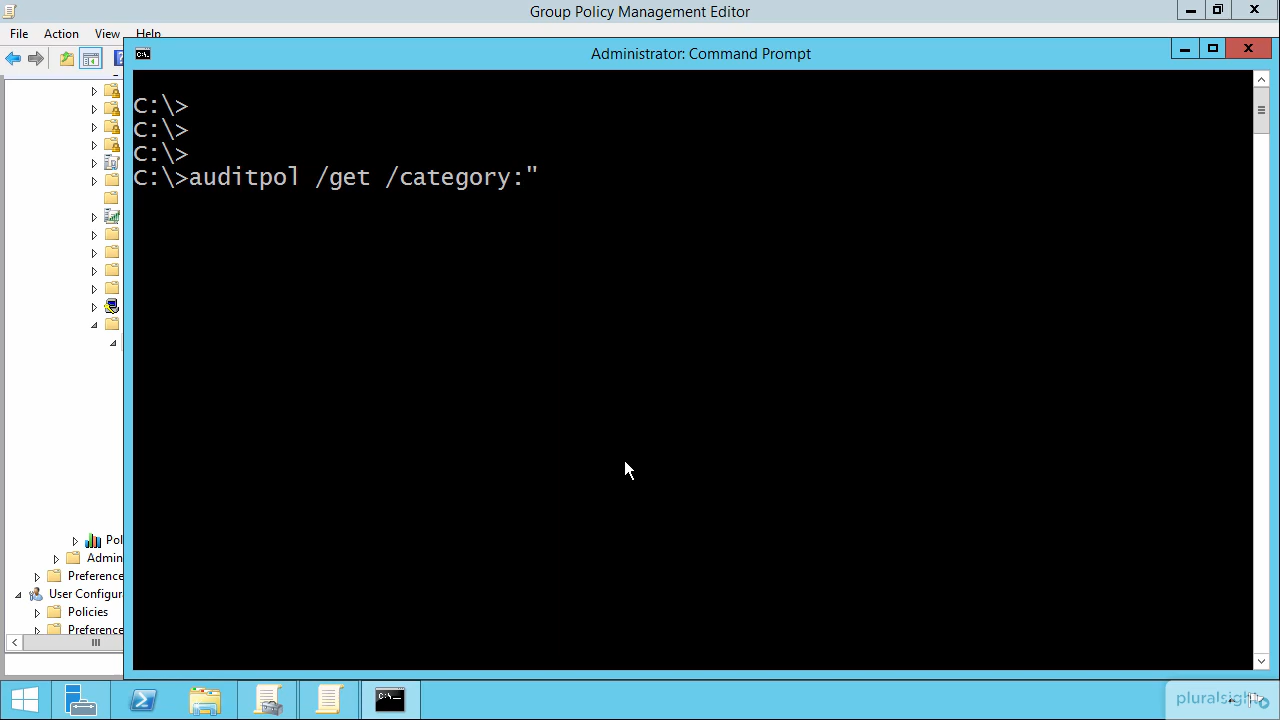 Group Policy Management Editor
File Action View Help
Administrator: Command Prompt
C:\>
C:\>
C:\>
C:\>auditpol /get /category:"
Pol
Admin
Preference
User Configur
Policies
Preference
pluralsight